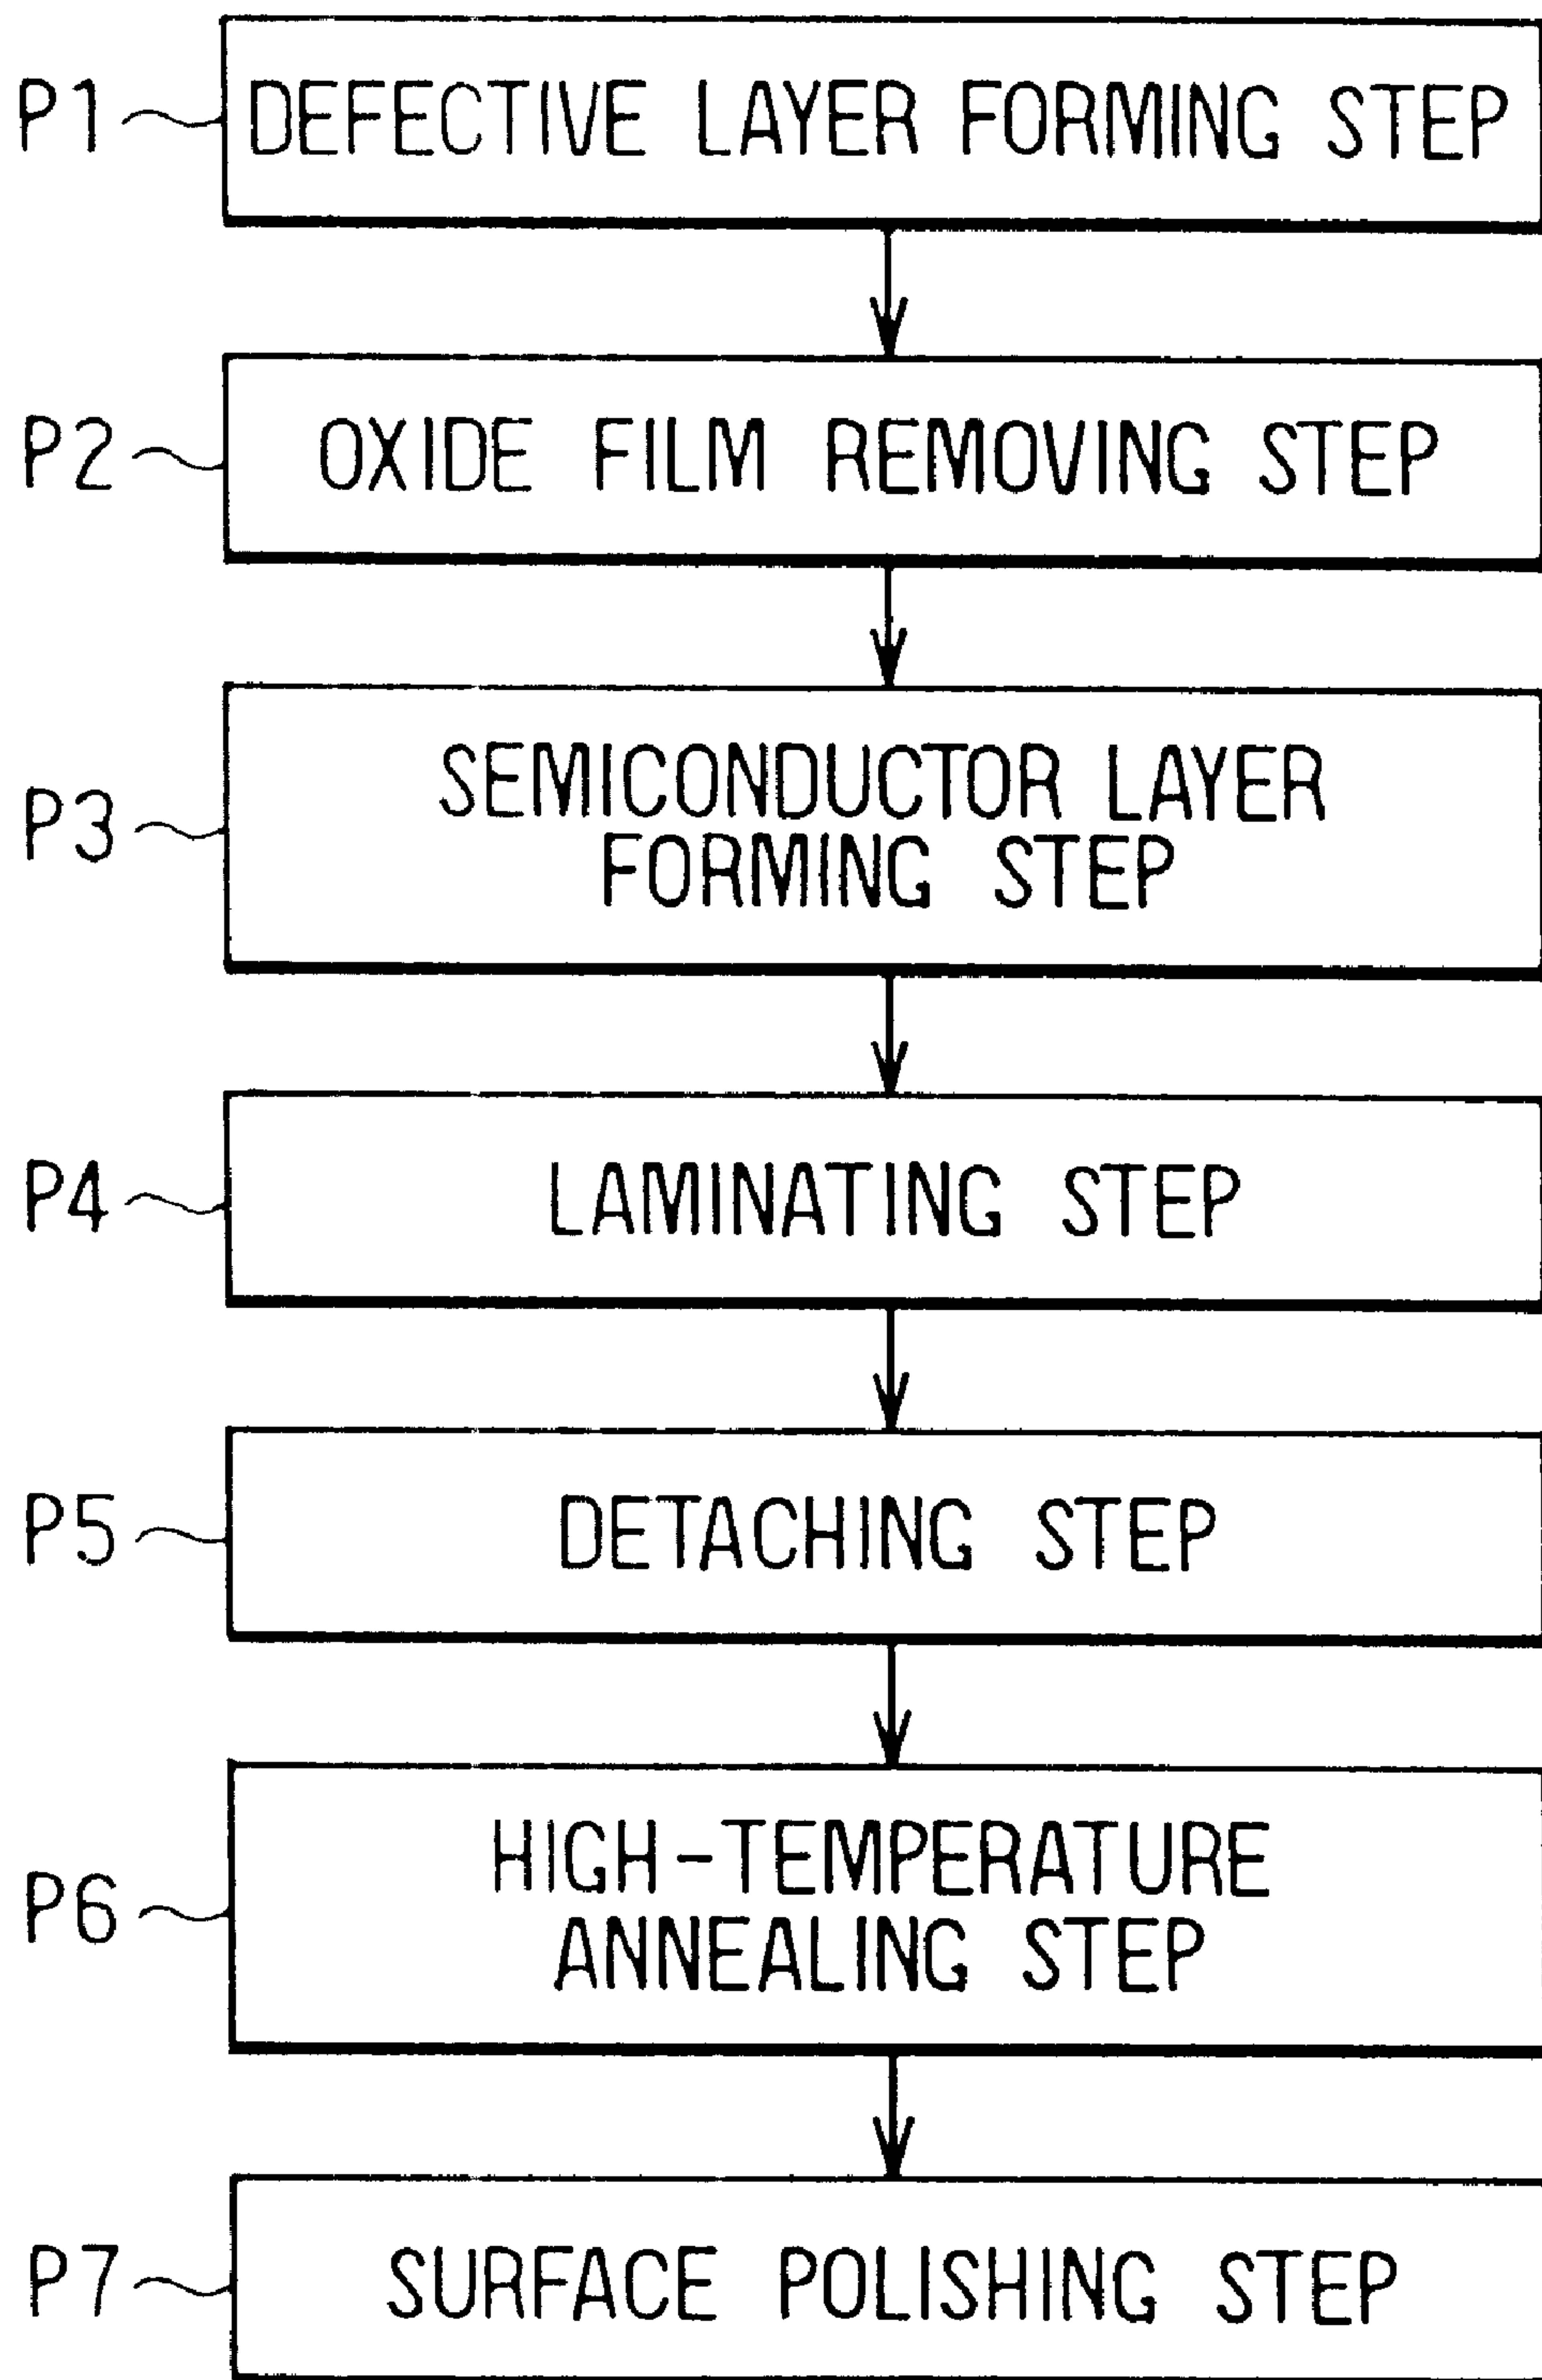 P1 DEFECTIVE LAYER FORMING STEP
P2 OXIDE FILM REMOVING STEP
P3 SEMICONDUCTOR LAYER
FORMING STEP
P4 LAMINATING STEP
P5 DETACHING STEP
P6 HIGH-TEMPERATURE
ANNEALING STEP
P7 SURFACE POLISHING STEP